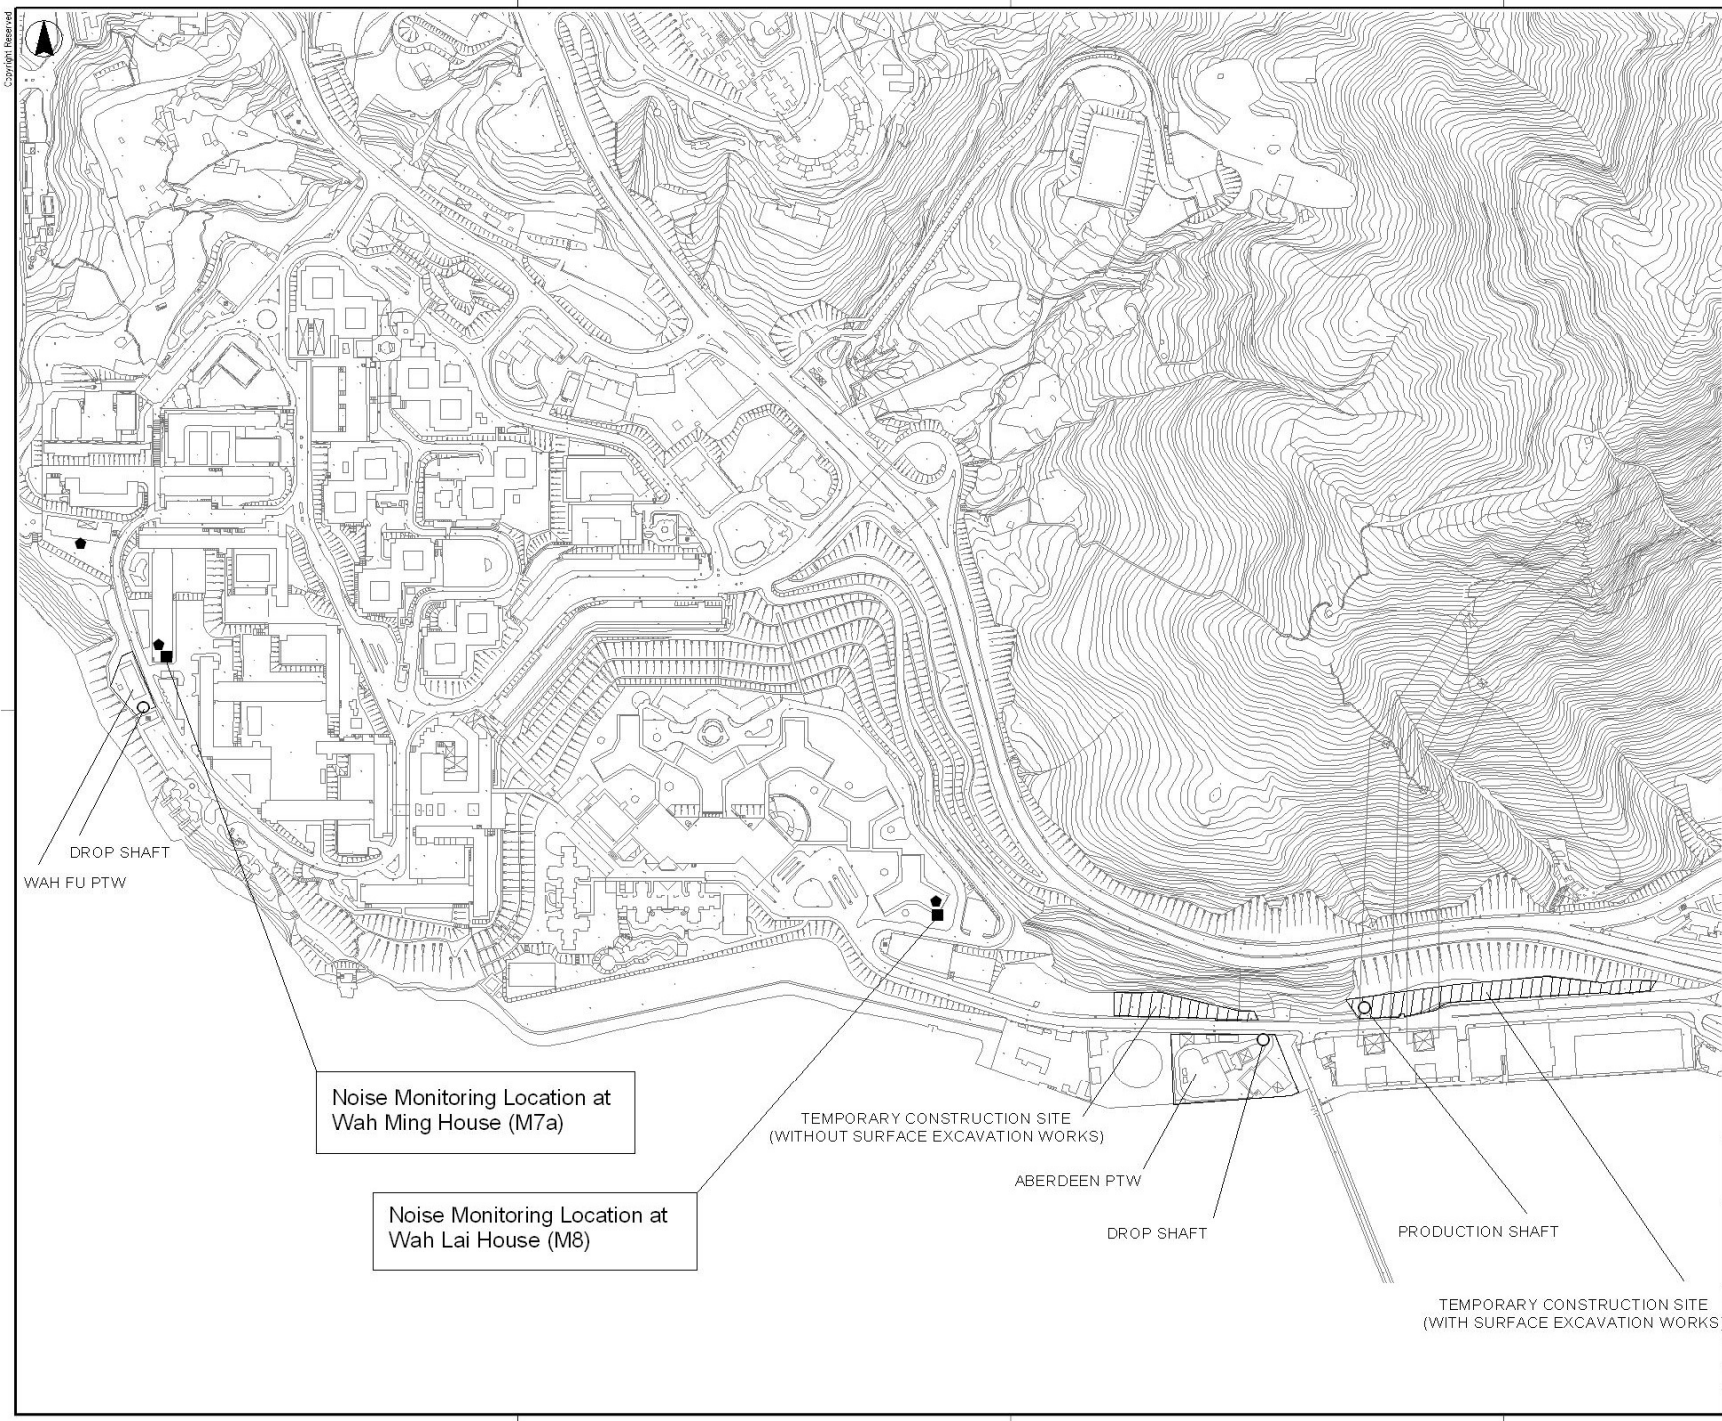 Copyright Reserved
DROP SHAFT
WAH FU PTW
Noise Monitoring Location at
Wah Ming House (M7a)
TEMPORARY CONSTRUCTION SITE
(WITHOUT SURFACE EXCAVATION WORKS)
ABERDEEN PTW
Noise Monitoring Location at
Wah Lai House (M8)
DROP SHAFT
PRODUCTION SHAFT
TEMPORARY CONSTRUCTION SITE
(WITH SURFACE EXCAVATION WORKS)